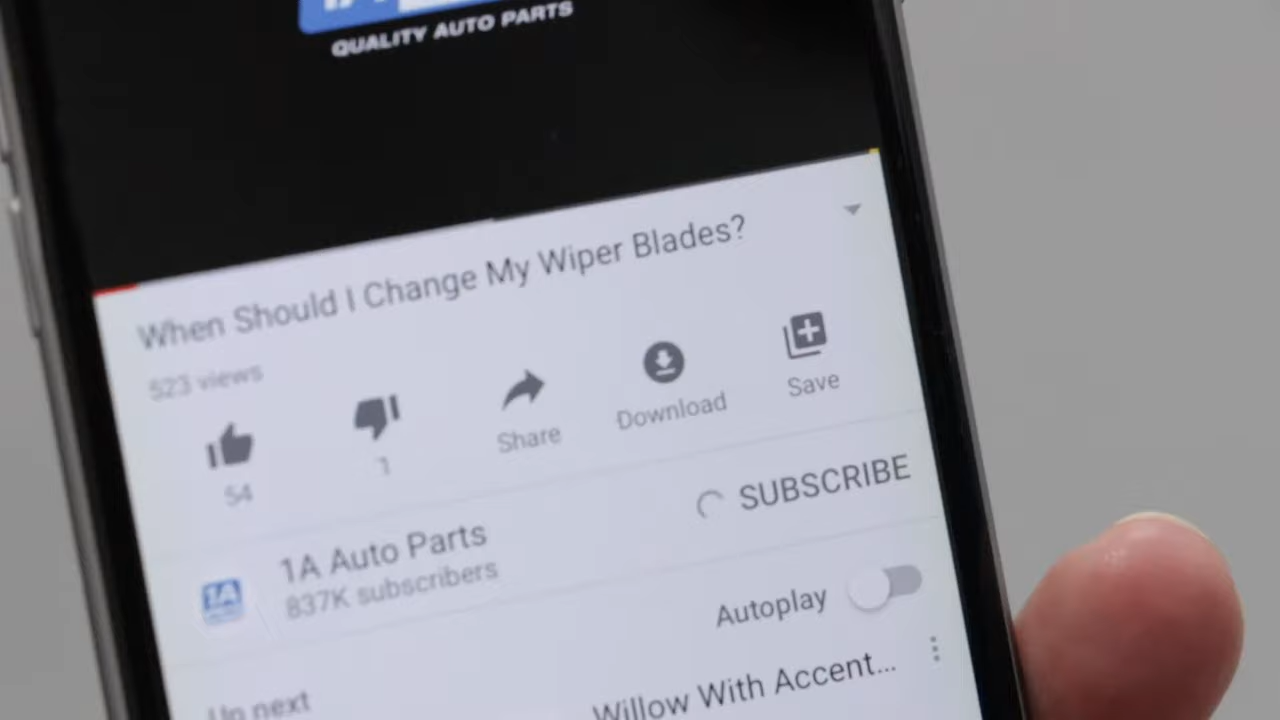 QUALITY AUTO PARTS
When Should I Change My Wiper Blades?
523 views
54
1
Share
Download
Save
1A Auto Parts
837K subscribers
SUBSCRIBE
1A
Autoplay
Up next
Willow With Accent...